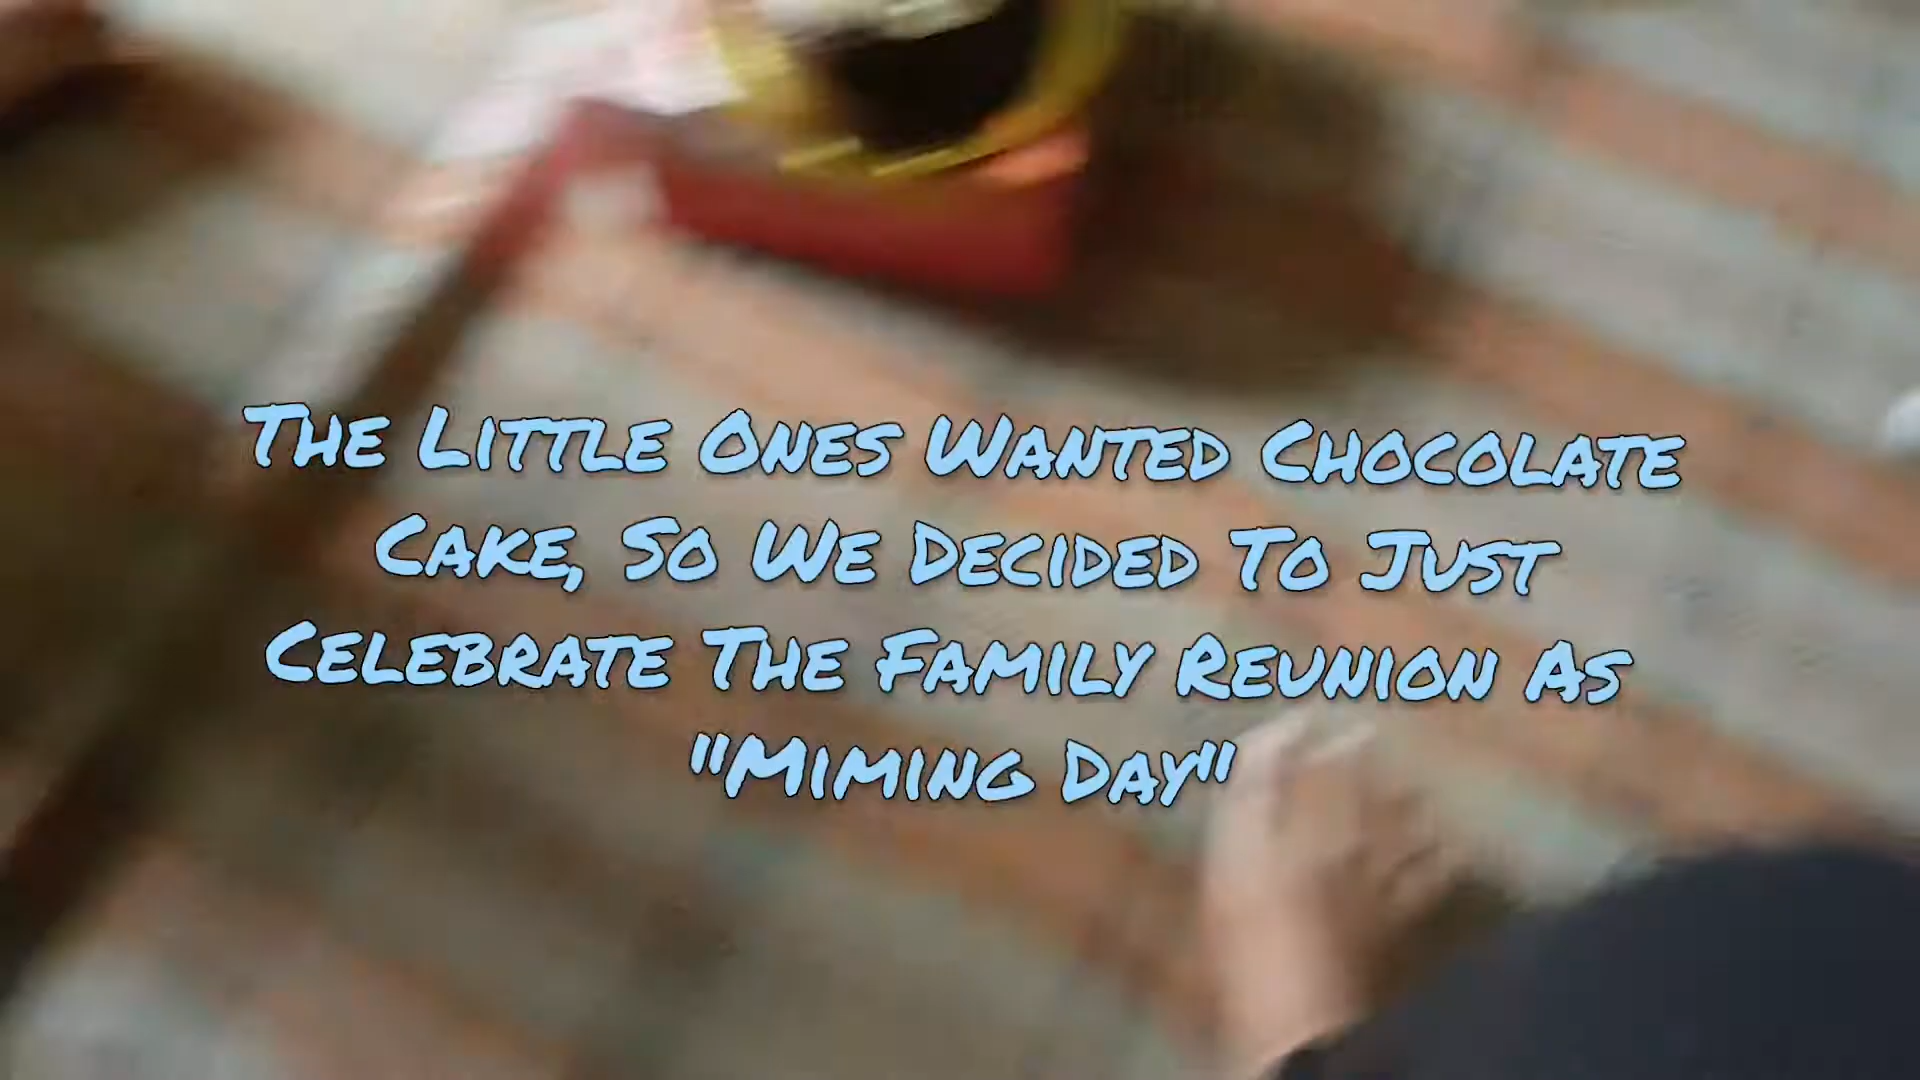 The Little Ones Wanted Chocolate
Cake, So We Decided To Just
Celebrate The Family Reunion As
"Miming Day"